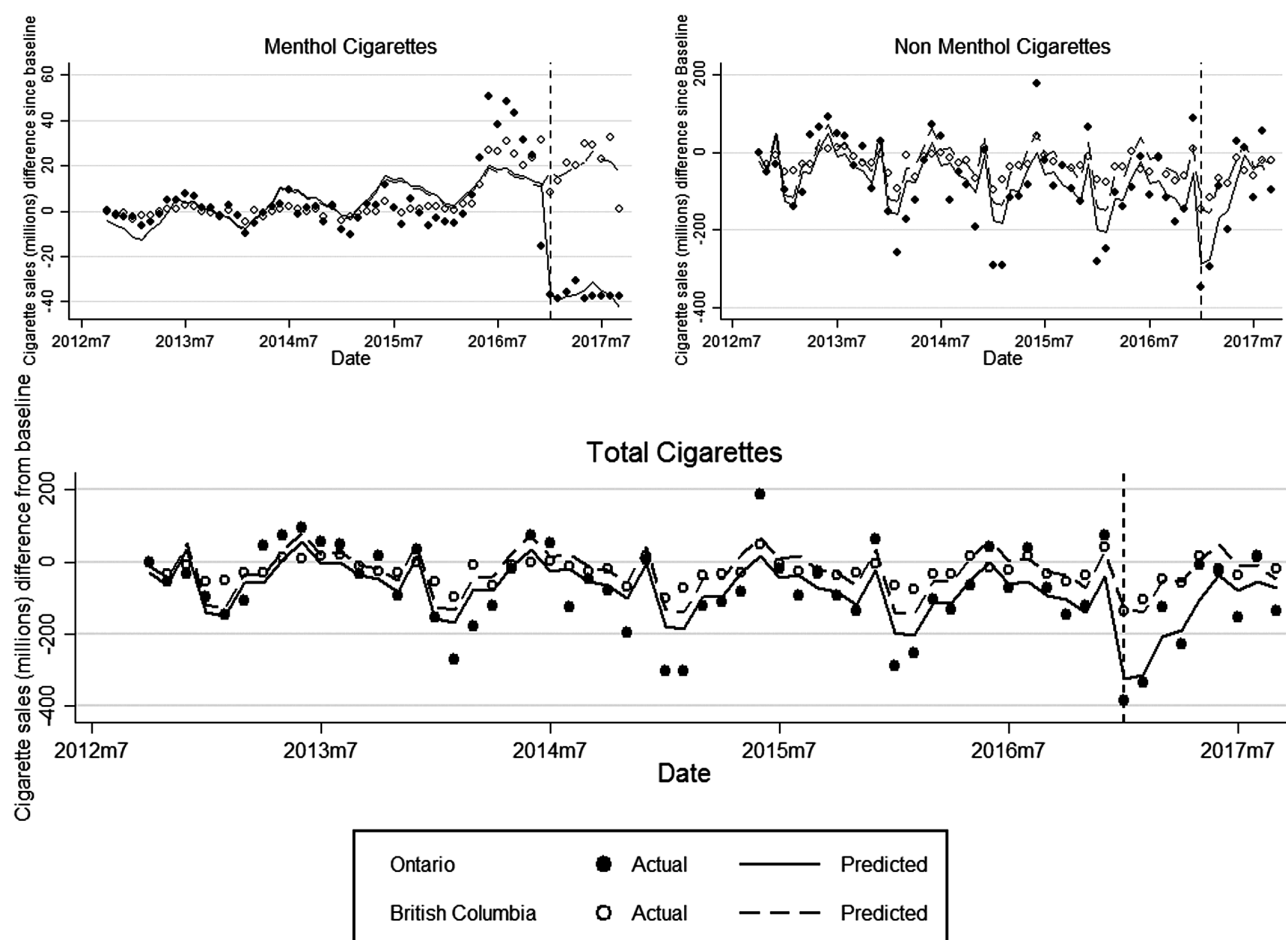 Menthol Cigarettes
Cigarette sales (millions) difference since baseline
60
40
20
0
-20
-40
2012m7 2013m7 2014m7 2015m7 2016m7 2017m7
Date
Non Menthol Cigarettes
Cigarette sales (millions) difference since Baseline
200
0
-200
-400
2012m7 2013m7 2014m7 2015m7 2016m7 2017m7
Date
Total Cigarettes
Cigarette sales (millions) difference from baseline
200
0
-200
-400
2012m7 2013m7 2014m7 2015m7 2016m7 2017m7
Date
Ontario Actual Predicted
British Columbia Actual Predicted